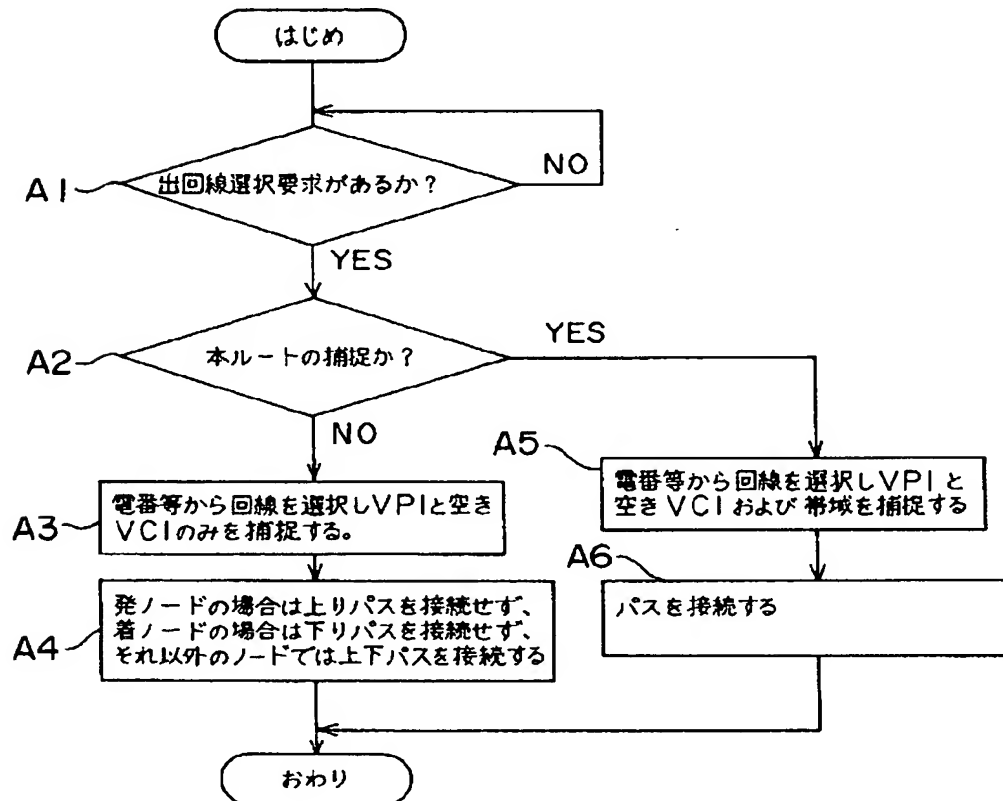 はじめ
NO
A1
出回線選択要求があるか?
YES
A2
本ルートの捕捉か?
YES
NO
A3
電番等から回線を選択しVPIと空き
VCIのみを捕捉する。
A5
電番等から回線を選択しVPIと
空きVCIおよび帯域を捕捉する
A4
発ノードの場合は上りパスを接続せず、
着ノードの場合は下りパスを接続せず、
それ以外のノードでは上下パスを接続する
A6
パスを接続する
おわり